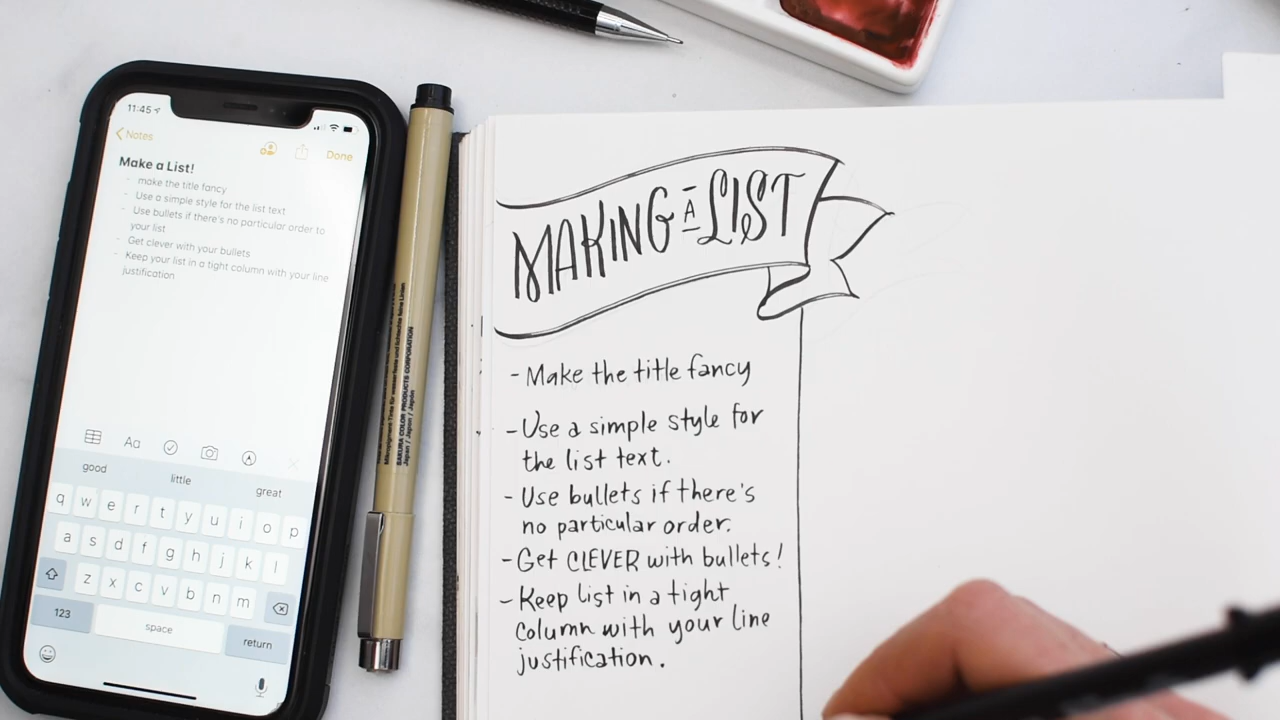 11:45
Notes
Done
Make a List!
- make the title fancy
- Use a simple style for the list text
- Use bullets if there's no particular order to
your list
- Get clever with your bullets
- Keep your list in a tight column with your line
justification
Aa
good little great
q w e r t y u i o p
a s d f g h j k l
z x c v b n m
123 space return
SAKURA COLOR PRODUCTS CORPORATION
Japan / Japon / Japón
MAKING A LIST
- Make the title fancy
- Use a simple style for
the list text.
- Use bullets if there's
no particular order.
- Get CLEVER with bullets!
- Keep list in a tight
column with your line
justification.